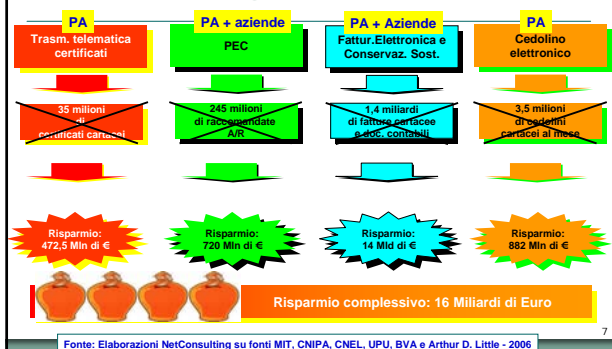 PA
PA + aziende
PA + Aziende
PA
Trasm. telematica
certificati
PEC
Fattur.Elettronica e
Conservaz. Sost.
Cedolino
elettronico
35 milioni
di
certificati cartacei
245 milioni
di raccomandate
A/R
1,4 miliardi
di fatture cartacee
e doc. contabili
3,5 milioni
di cedolini
cartacei al mese
Risparmio:
472,5 Mln di €
Risparmio:
720 Mln di €
Risparmio:
14 Mld di €
Risparmio:
882 Mln di €
Risparmio complessivo: 16 Miliardi di Euro
7
Fonte: Elaborazioni NetConsulting su fonti MIT, CNIPA, CNEL, UPU, BVA e Arthur D. Little - 2006